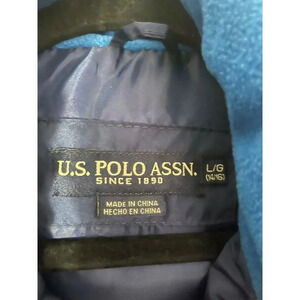 U.S. POLO ASSN.
SINCE 1890
L/G
(14/16)
MADE IN CHINA
HECHO EN CHINA